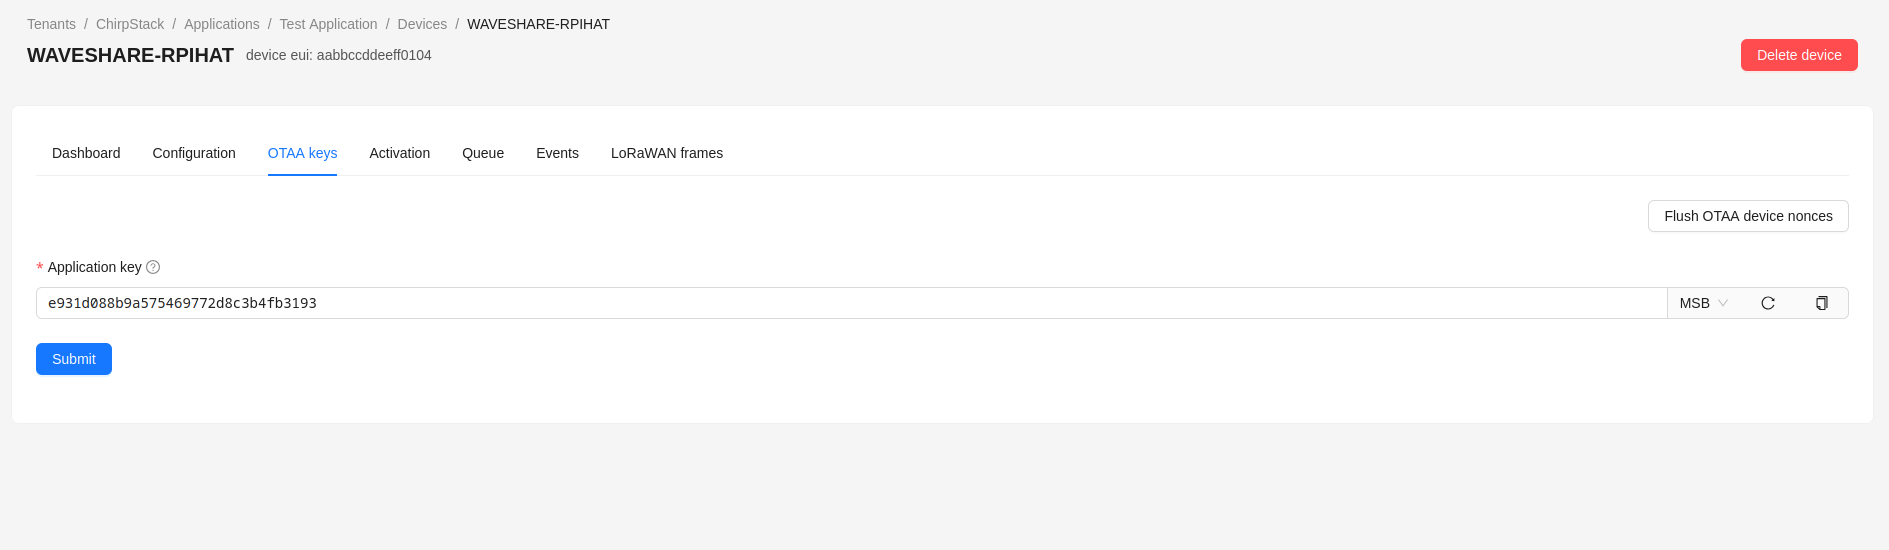 Tenants / ChirpStack / Applications / Test Application / Devices / WAVESHARE-RPIHAT
WAVESHARE-RPIHAT device eui: aabbccddeeff0104
Delete device
Dashboard Configuration OTAA keys Activation Queue Events LoRaWAN frames
Flush OTAA device nonces
* Application key
e931d088b9a575469772d8c3b4fb3193 MSB
Submit